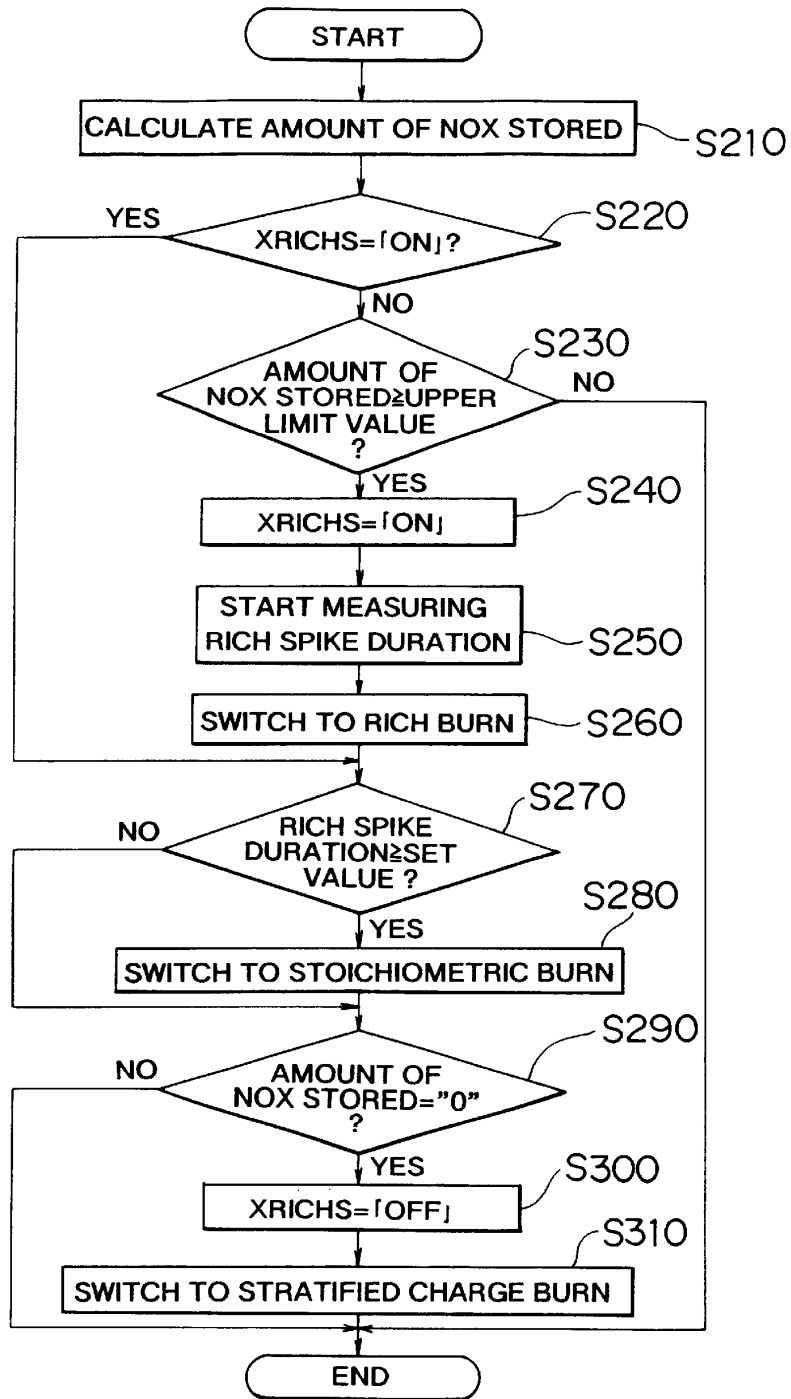 START
CALCULATE AMOUNT OF NOX STORED
S210
YES
XRICHS=「ON」?
S220
NO
AMOUNT OF
NOX STORED≧UPPER
LIMIT VALUE
?
S230
NO
YES
XRICHS=「ON」
S240
START MEASURING
RICH SPIKE DURATION
S250
SWITCH TO RICH BURN
S260
NO
RICH SPIKE
DURATION≧SET
VALUE ?
S270
YES
SWITCH TO STOICHIOMETRIC BURN
S280
NO
AMOUNT OF
NOX STORED="0"
?
S290
YES
XRICHS=「OFF」
S300
SWITCH TO STRATIFIED CHARGE BURN
S310
END